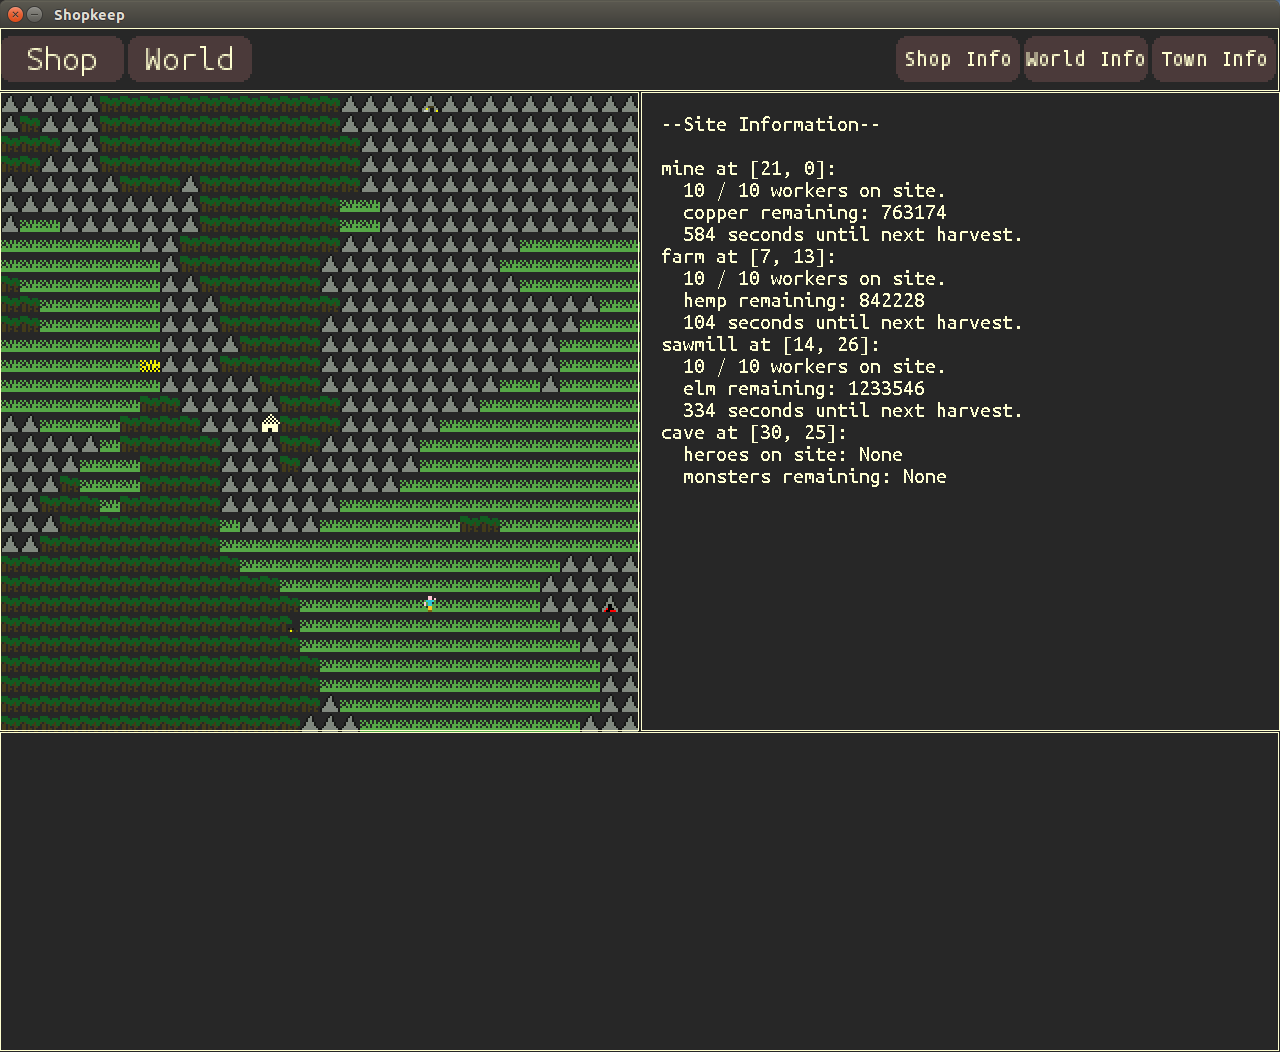 Shopkeep
Shop World Shop Info World Info Town Info
--Site Information--
mine at [21, 0]:
10 / 10 workers on site.
copper remaining: 763174
584 seconds until next harvest.
farm at [7, 13]:
10 / 10 workers on site.
hemp remaining: 842228
104 seconds until next harvest.
sawmill at [14, 26]:
10 / 10 workers on site.
elm remaining: 1233546
334 seconds until next harvest.
cave at [30, 25]:
heroes on site: None
monsters remaining: None